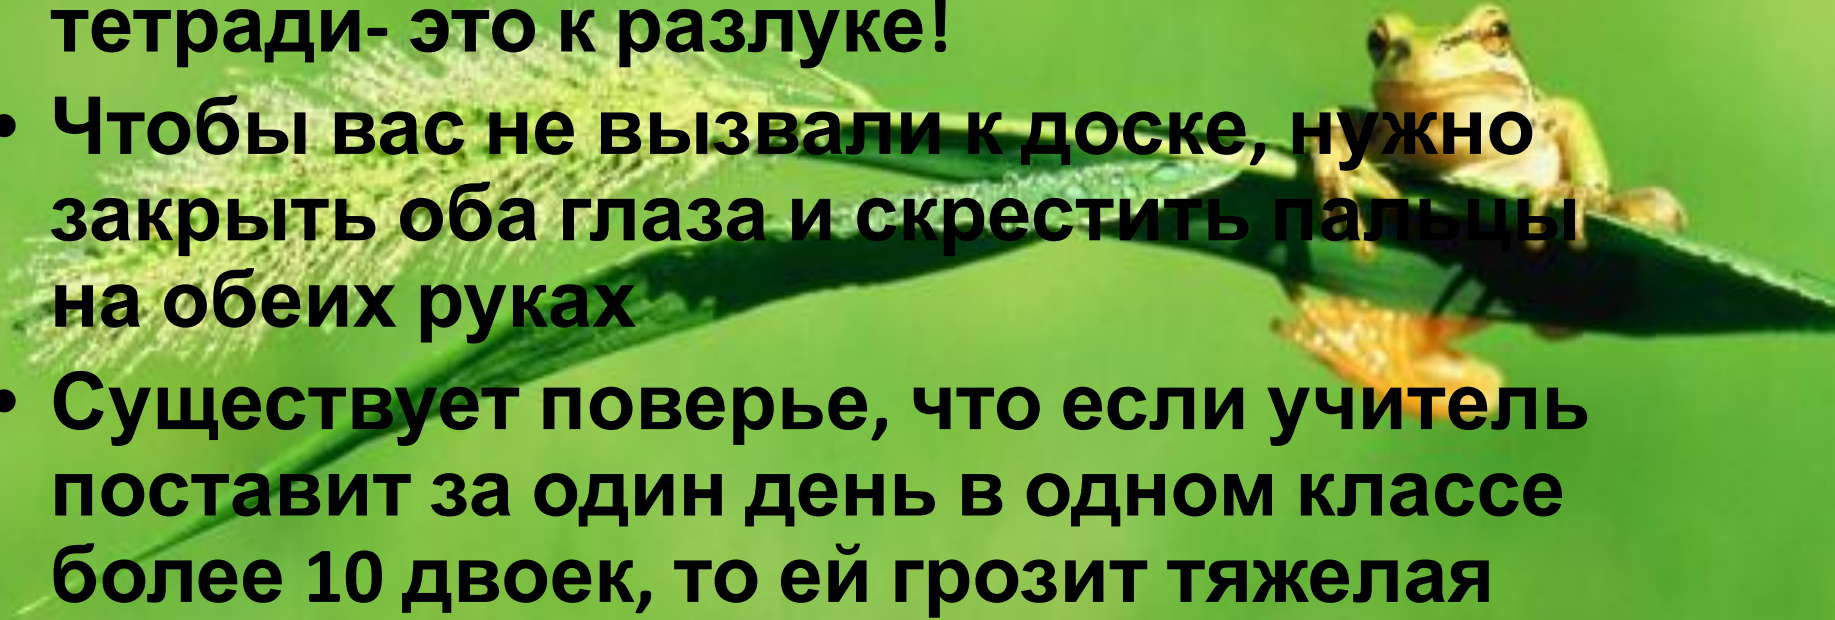 тетради- это к разлуке!
• Чтобы вас не вызвали к доске, нужно
закрыть оба глаза и скрестить пальцы
на обеих руках
• Существует поверье, что если учитель
поставит за один день в одном классе
более 10 двоек, то ей грозит тяжелая